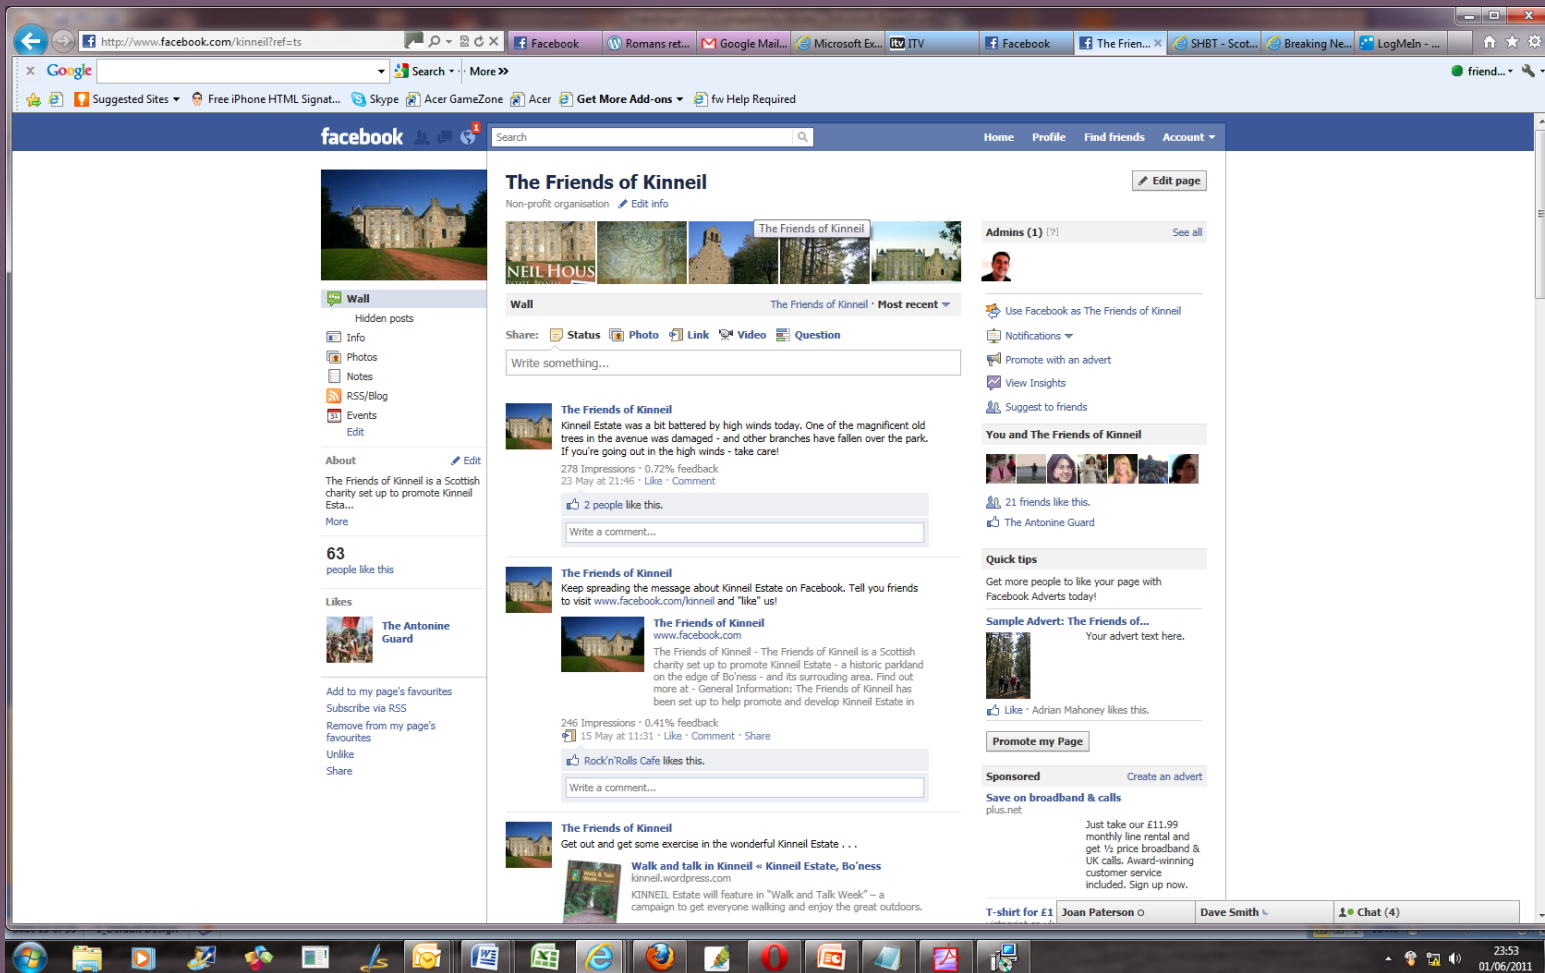 http://www.facebook.com/kinneil?ref=ts
Facebook
Romans ret...
Google Mail...
Microsoft Ex...
itv ITV
Facebook
The Frien...
SHBT - Scot...
Breaking Ne...
LogMeIn - ...
Google
Search
More »
friend...
Suggested Sites
Free iPhone HTML Signat...
Skype
Acer GameZone
Acer
Get More Add-ons
fw Help Required
facebook
1
Search
Home
Profile
Find friends
Account
The Friends of Kinneil
Edit page
Non-profit organisation
Edit info
NEIL HOUS
The Friends of Kinneil
Wall
Hidden posts
Info
Photos
Notes
RSS/Blog
31 Events
Edit
About
Edit
The Friends of Kinneil is a Scottish
charity set up to promote Kinneil
Esta...
More
63
people like this
Likes
The Antonine
Guard
Add to my page's favourites
Subscribe via RSS
Remove from my page's
favourites
Unlike
Share
Wall
The Friends of Kinneil · Most recent
Share: Status Photo Link Video Question
Write something...
The Friends of Kinneil
Kinneil Estate was a bit battered by high winds today. One of the magnificent old
trees in the avenue was damaged - and other branches have fallen over the park.
If you're going out in the high winds - take care!
278 Impressions · 0.72% feedback
23 May at 21:46 · Like · Comment
2 people like this.
Write a comment...
The Friends of Kinneil
Keep spreading the message about Kinneil Estate on Facebook. Tell you friends
to visit www.facebook.com/kinneil and "like" us!
The Friends of Kinneil
www.facebook.com
The Friends of Kinneil - The Friends of Kinneil is a Scottish
charity set up to promote Kinneil Estate - a historic parkland
on the edge of Bo'ness - and its surrouding area. Find out
more at - General Information: The Friends of Kinneil has
been set up to help promote and develop Kinneil Estate in
246 Impressions · 0.41% feedback
15 May at 11:31 · Like · Comment · Share
Rock'n'Rolls Cafe likes this.
Write a comment...
The Friends of Kinneil
Get out and get some exercise in the wonderful Kinneil Estate . . .
Walk & Talk
Week
Walk and talk in Kinneil « Kinneil Estate, Bo'ness
kinneil.wordpress.com
KINNEIL Estate will feature in "Walk and Talk Week" – a
campaign to get everyone walking and enjoy the great outdoors.
Admins (1) [?]
See all
Use Facebook as The Friends of Kinneil
Notifications
Promote with an advert
View Insights
Suggest to friends
You and The Friends of Kinneil
21 friends like this.
The Antonine Guard
Quick tips
Get more people to like your page with
Facebook Adverts today!
Sample Advert: The Friends of...
Your advert text here.
Like · Adrian Mahoney likes this.
Promote my Page
Sponsored
Create an advert
Save on broadband & calls
plus.net
Just take our £11.99
monthly line rental and
get ½ price broadband &
UK calls. Award-winning
customer service
included. Sign up now.
T-shirt for £1
Joan Paterson
Dave Smith
Chat (4)
23:53
01/06/2011